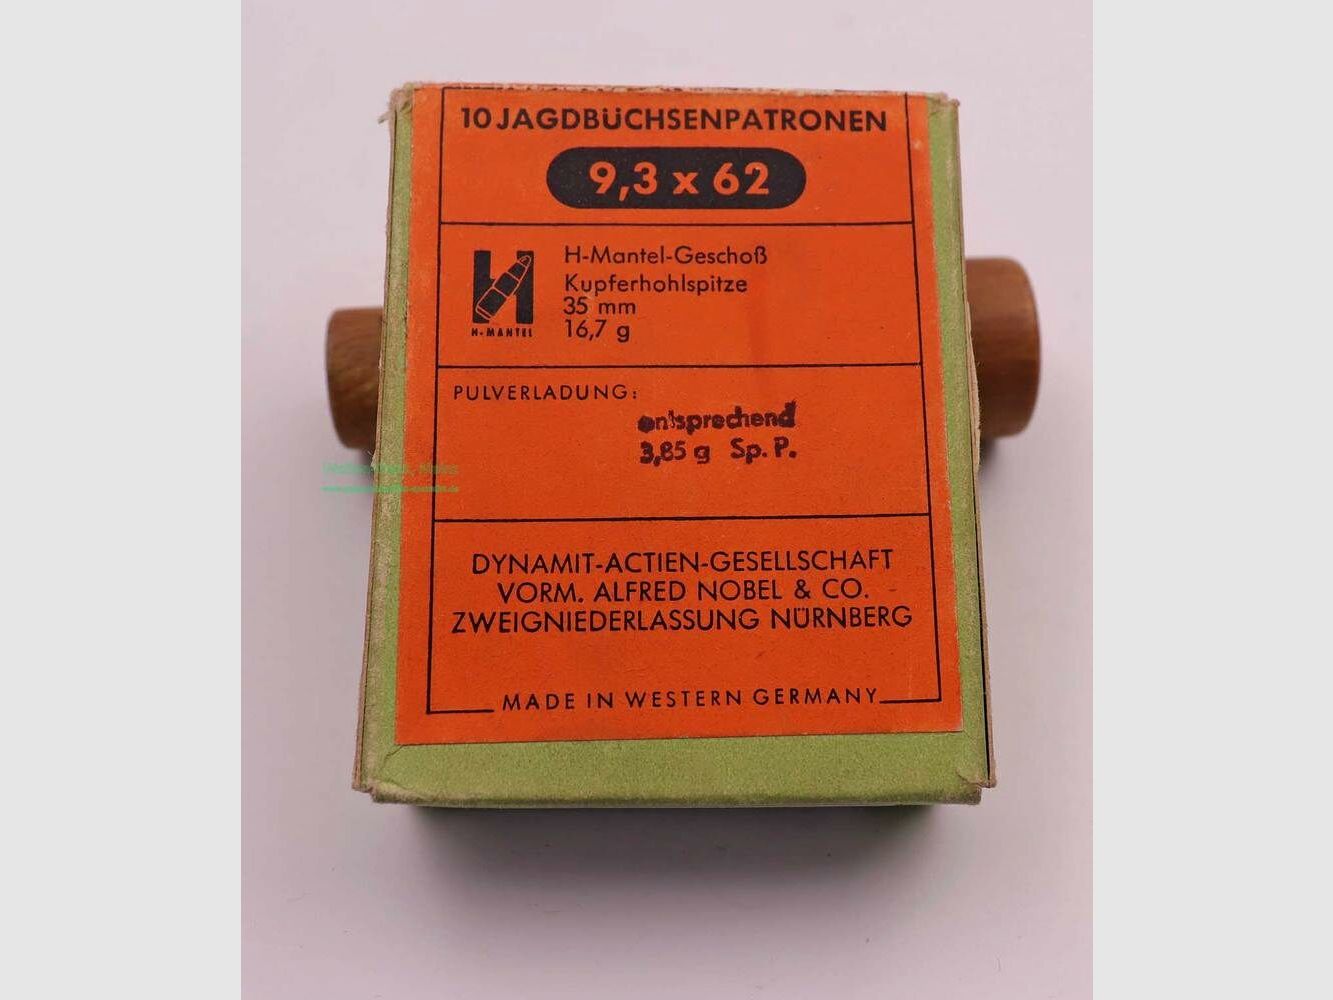 10 JAGDBÜCHSENPATRONEN
9,3 x 62
H-Mantel-Geschoß
Kupferhohlspitze
35 mm
16,7 g
H-MANTEL
PULVERLADUNG:
entsprechend
3,85 g Sp. P.
DYNAMIT-ACTIEN-GESELLSCHAFT
VORM. ALFRED NOBEL & CO.
ZWEIGNIEDERLASSUNG NÜRNBERG
MADE IN WESTERN GERMANY